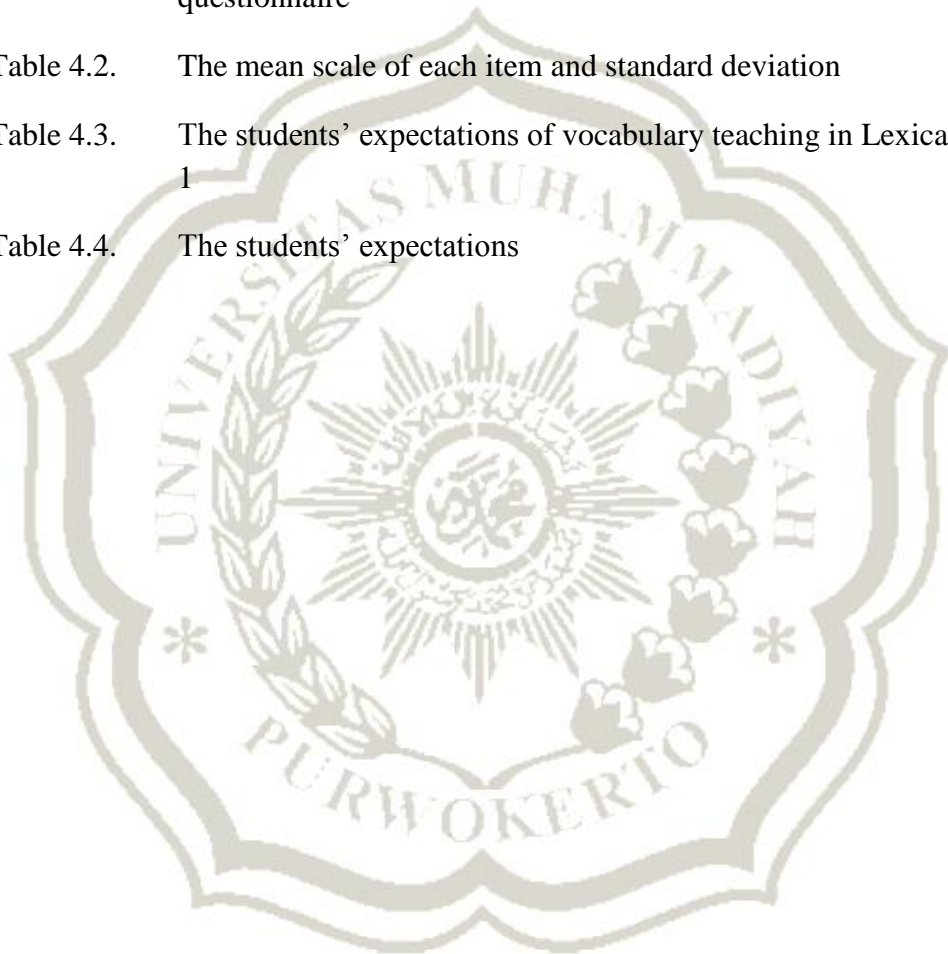 questionnaire
Table 4.2. The mean scale of each item and standard deviation
Table 4.3. The students’ expectations of vocabulary teaching in Lexica
1
Table 4.4. The students’ expectations
UNIVERSITAS MUHAMMADIYAH
PURWOKERTO